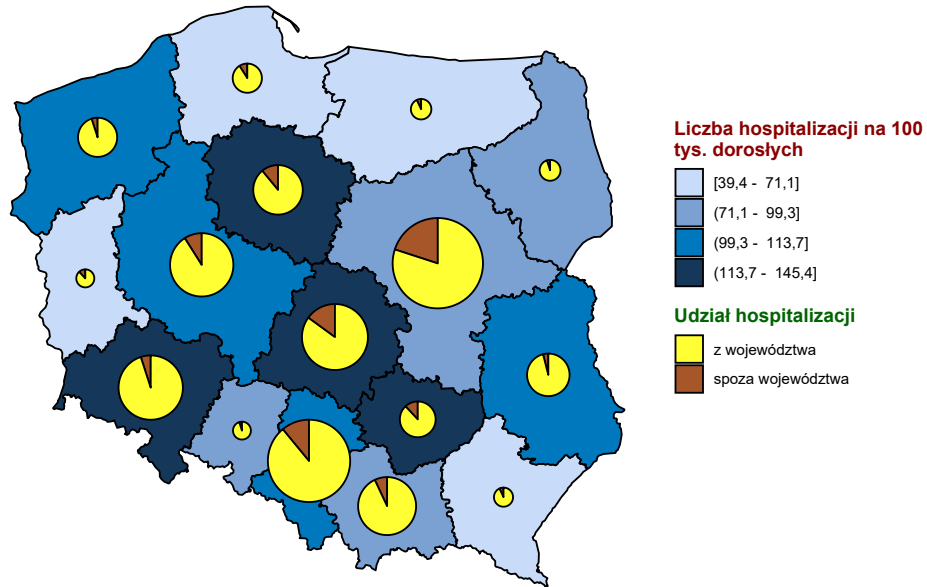 Liczba hospitalizacji na 100
tys. dorosłych
[39,4 - 71,1]
(71,1 - 99,3]
(99,3 - 113,7]
(113,7 - 145,4]
Udział hospitalizacji
z województwa
spoza województwa